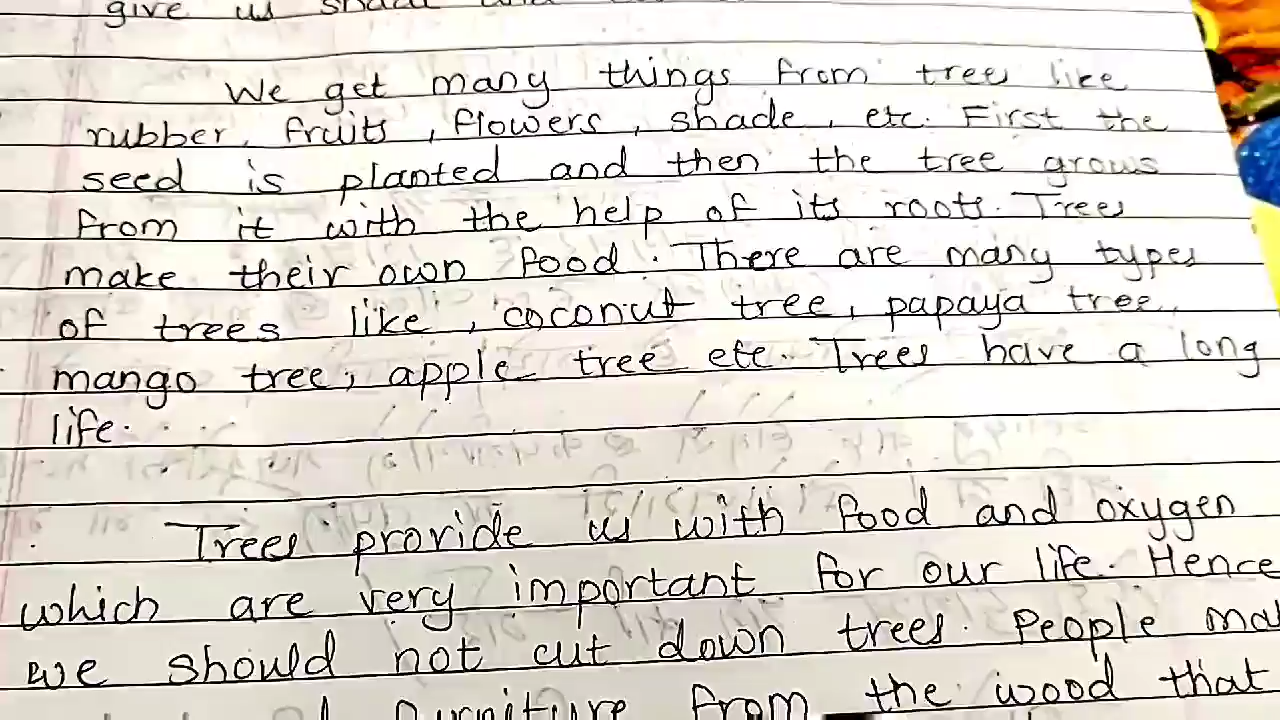 give us shade and
We get many things from trees like
rubber, fruits , flowers , shade , etc. First the
seed is planted and then the tree grows
from it with the help of its roots. Trees
make their own food. There are many types
of trees like , coconut tree, papaya tree,
mango tree, apple tree etc. Trees have a long
life.
Trees provide us with food and oxygen
which are very important for our life. Hence
we should not cut down trees. People
furniture from the wood that